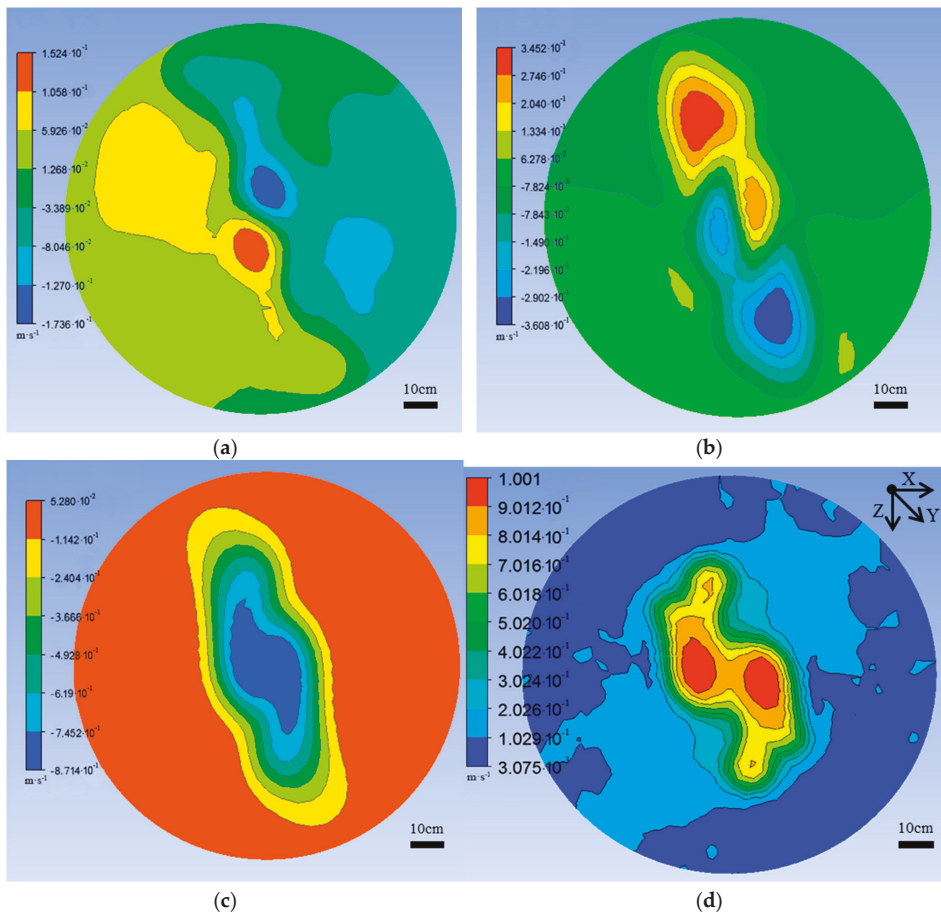 1.524·10⁻¹
1.058·10⁻¹
5.926·10⁻²
1.268·10⁻²
-3.389·10⁻²
-8.046·10⁻²
-1.270·10⁻¹
-1.736·10⁻¹
m·s⁻¹
10cm
(a)
3.452·10⁻¹
2.746·10⁻¹
2.040·10⁻¹
1.334·10⁻¹
6.278·10⁻²
-7.824·10⁻³
-7.843·10⁻²
-1.490·10⁻¹
-2.196·10⁻¹
-2.902·10⁻¹
-3.608·10⁻¹
m·s⁻¹
10cm
(b)
5.280·10⁻²
-1.142·10⁻¹
-2.404·10⁻¹
-3.666·10⁻¹
-4.928·10⁻¹
-6.19·10⁻¹
-7.452·10⁻¹
-8.714·10⁻¹
m·s⁻¹
10cm
(c)
1.001
9.012·10⁻¹
8.014·10⁻¹
7.016·10⁻¹
6.018·10⁻¹
5.020·10⁻¹
4.022·10⁻¹
3.024·10⁻¹
2.026·10⁻¹
1.029·10⁻¹
3.075·10⁻³
m·s⁻¹
X
Y
Z
10cm
(d)